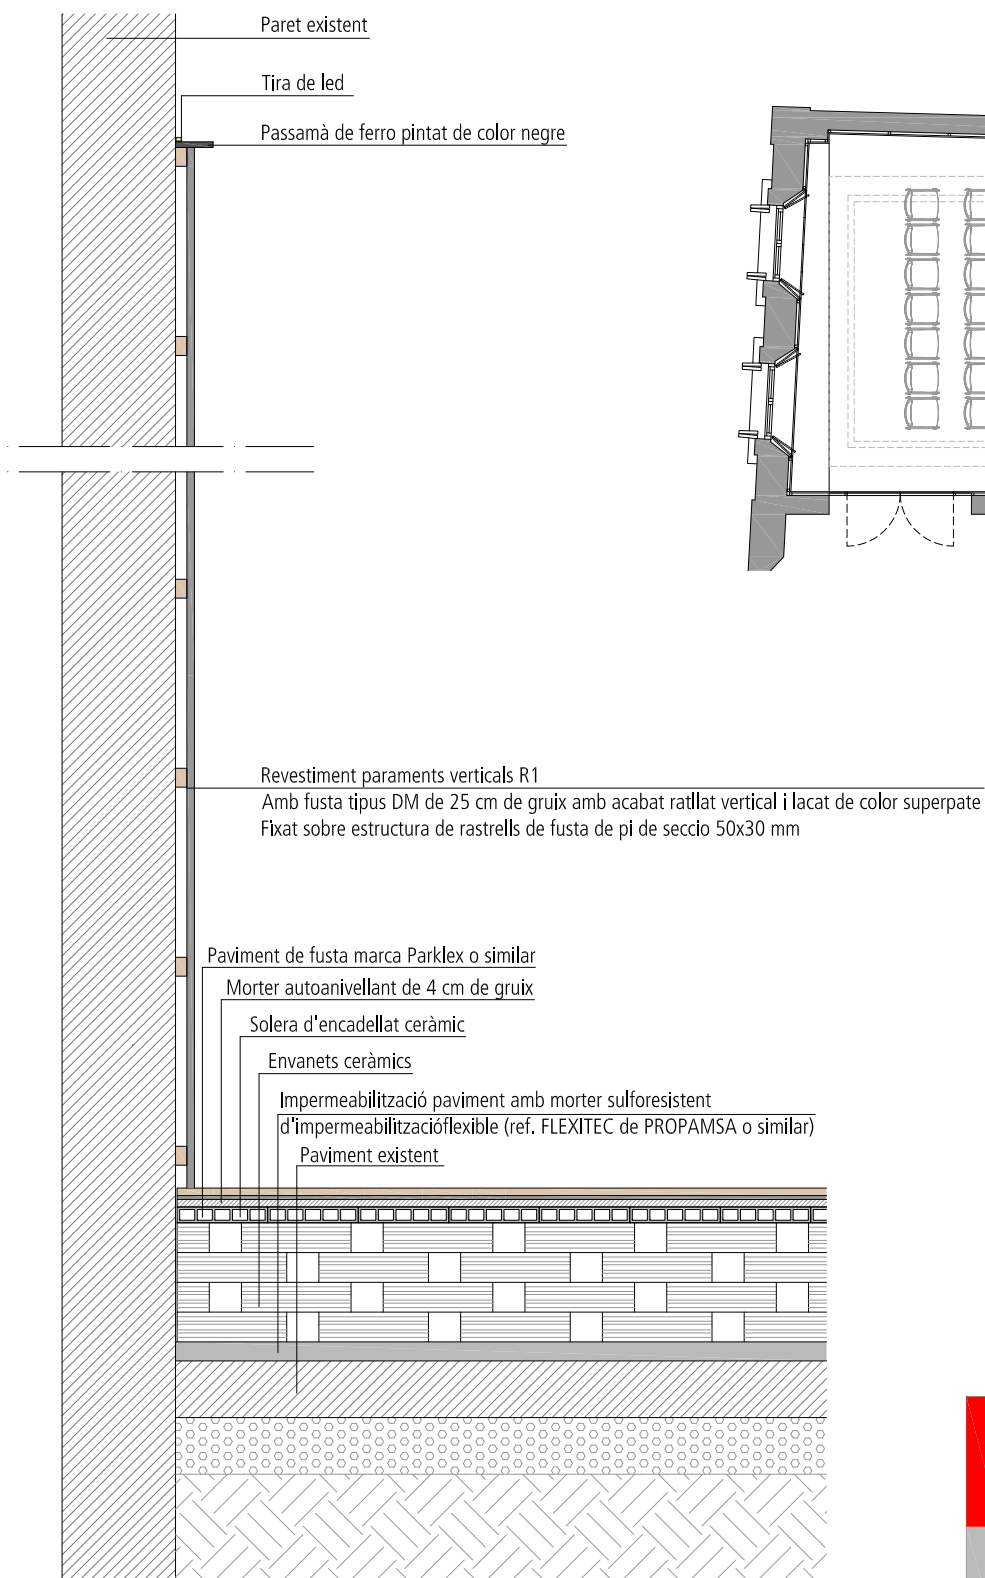 Paret existent
Tira de led
Passamà de ferro pintat de color negre
Revestiment paraments verticals R1
Amb fusta tipus DM de 25 cm de gruix amb acabat ratllat vertical i lacat de color superpate
Fixat sobre estructura de rastrells de fusta de pi de seccio 50x30 mm
Paviment de fusta marca Parklex o similar
Morter autoanivellant de 4 cm de gruix
Solera d'encadellat ceràmic
Envanets ceràmics
Impermeabilització paviment amb morter sulforesistent
d'impermeabilitzacióflexible (ref. FLEXITEC de PROPAMSA o similar)
Paviment existent